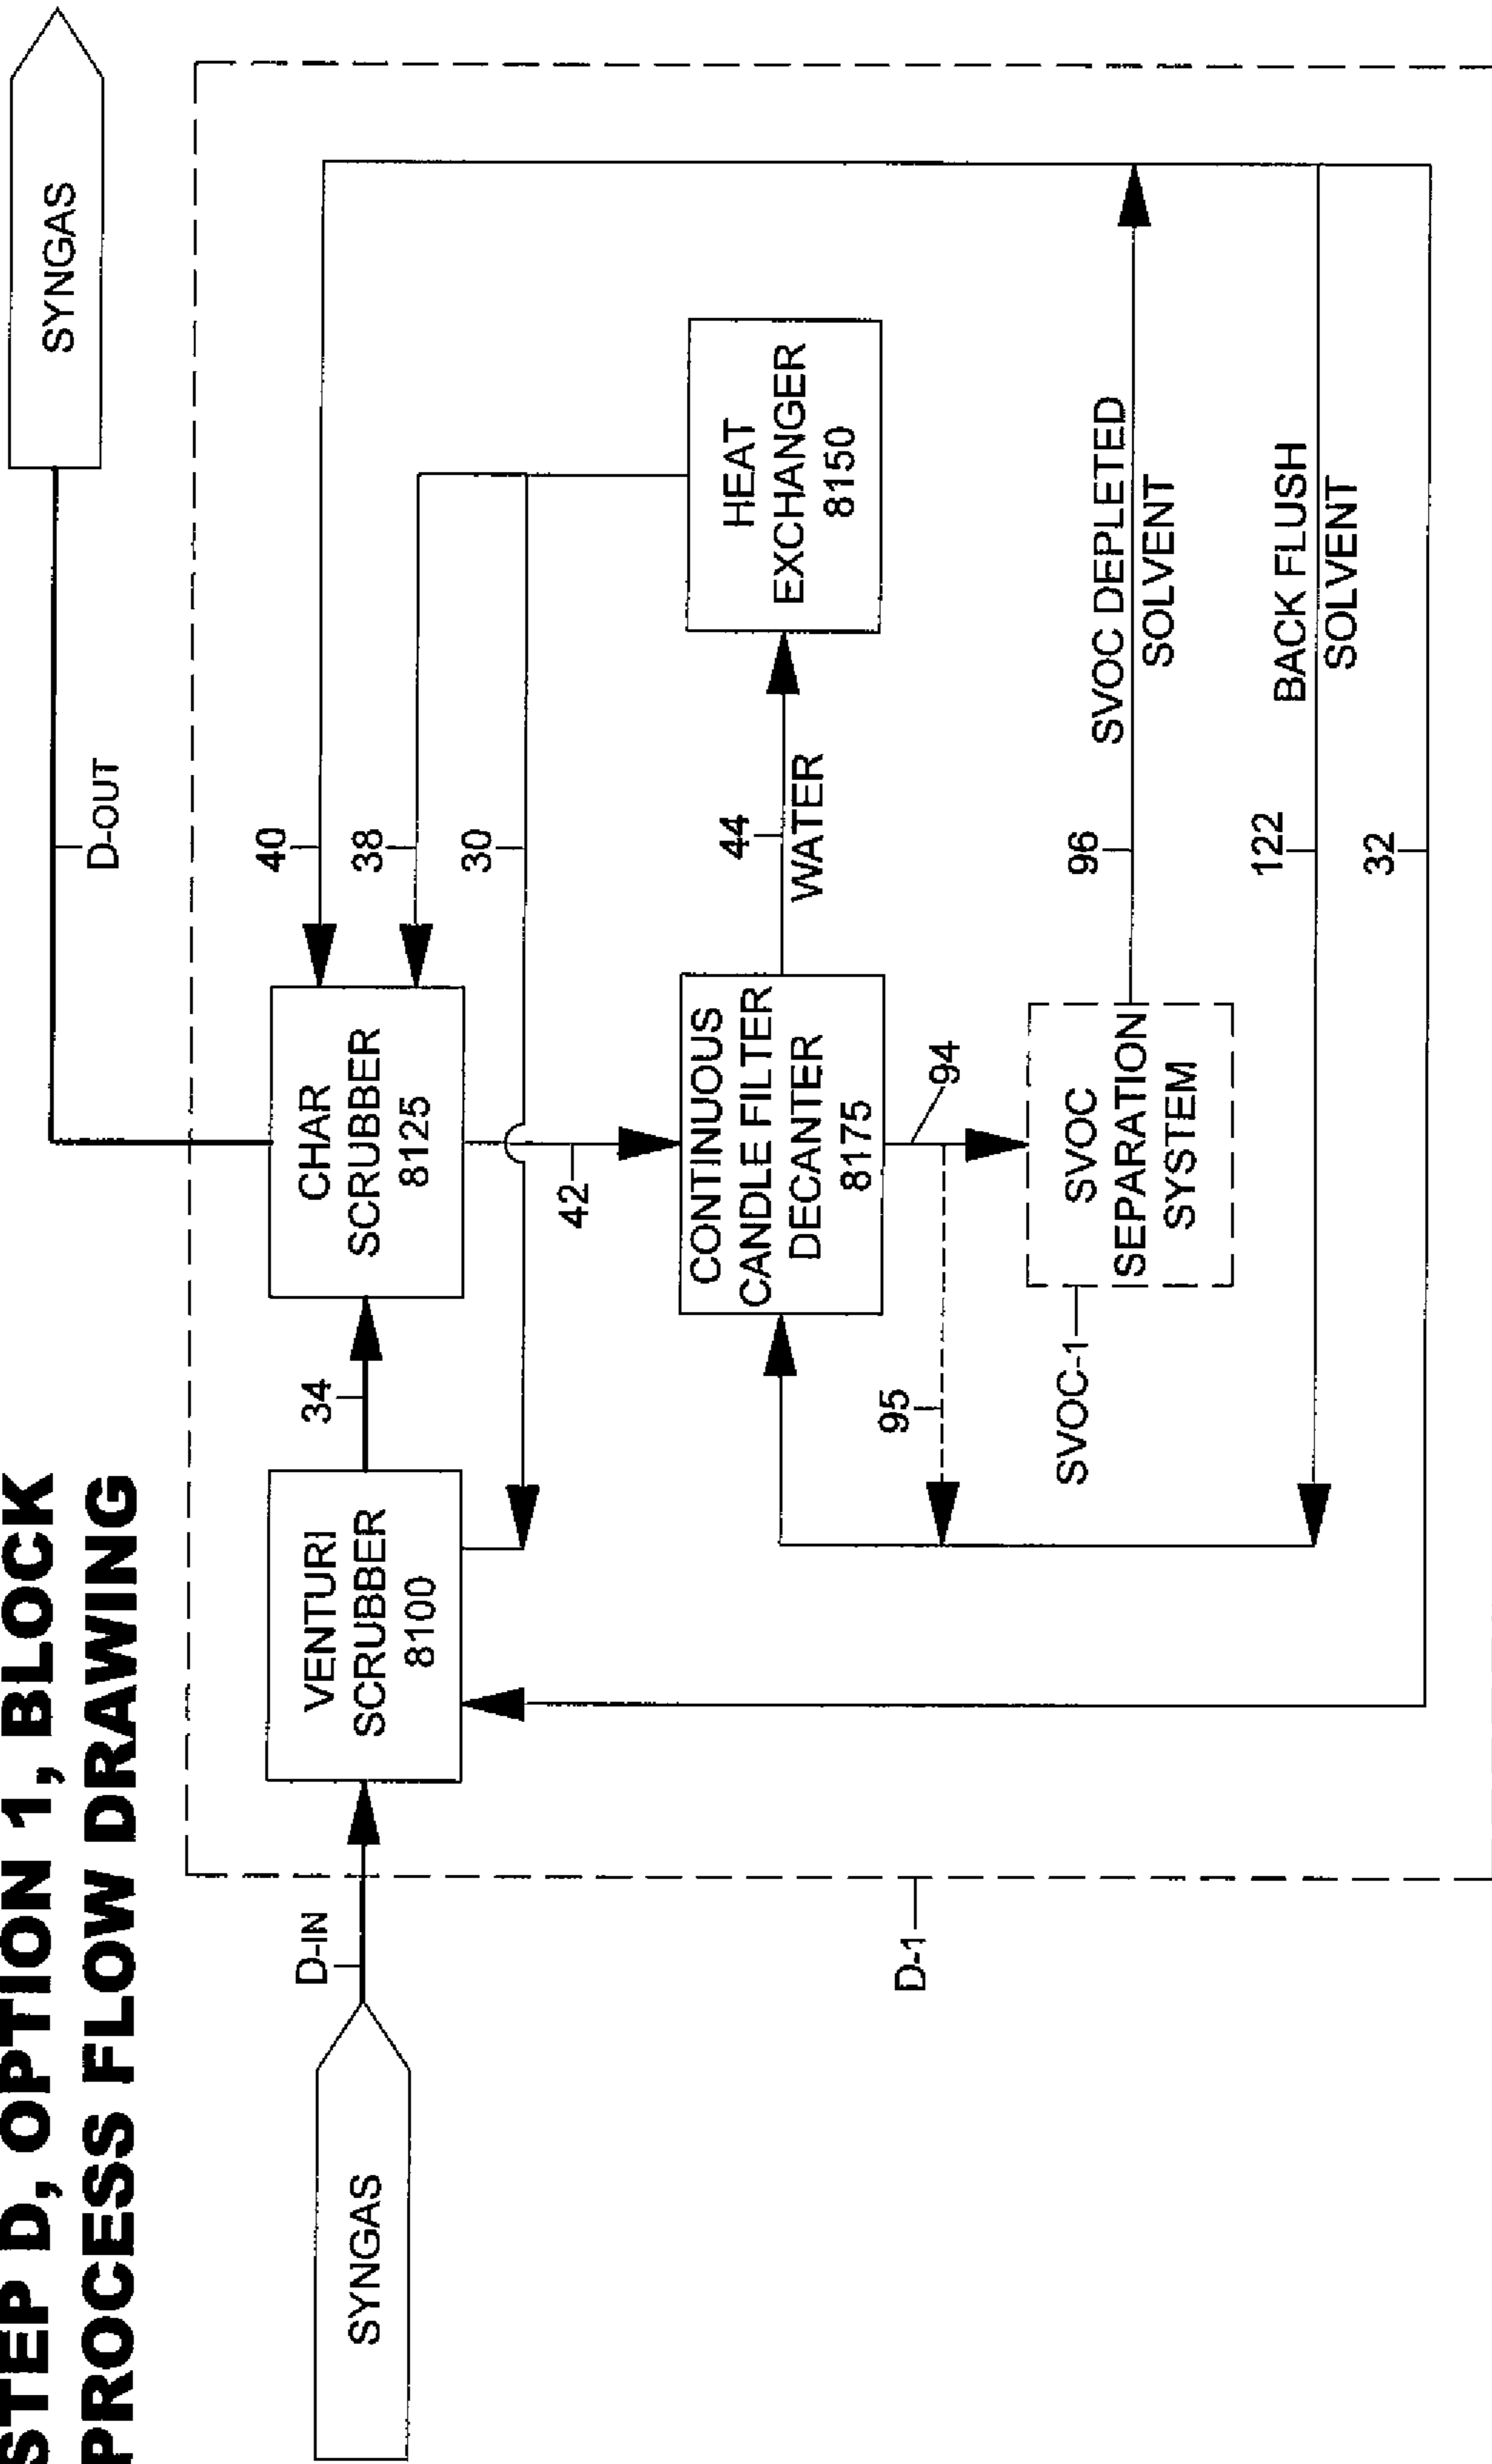 STEP D, OPTION 1, BLOCK
PROCESS FLOW DRAWING
SYNGAS
D-OUT
SYNGAS
D-IN
VENTURI
SCRUBBER
8100
34
CHAR
SCRUBBER
8125
40
38
30
42
CONTINUOUS
CANDLE FILTER
DECANTER
8175
44
WATER
HEAT
EXCHANGER
8150
95
94
SVOC-1
SVOC
SEPARATION
SYSTEM
96
SVOC DEPLETED
SOLVENT
122
BACK FLUSH
SOLVENT
32
D-1